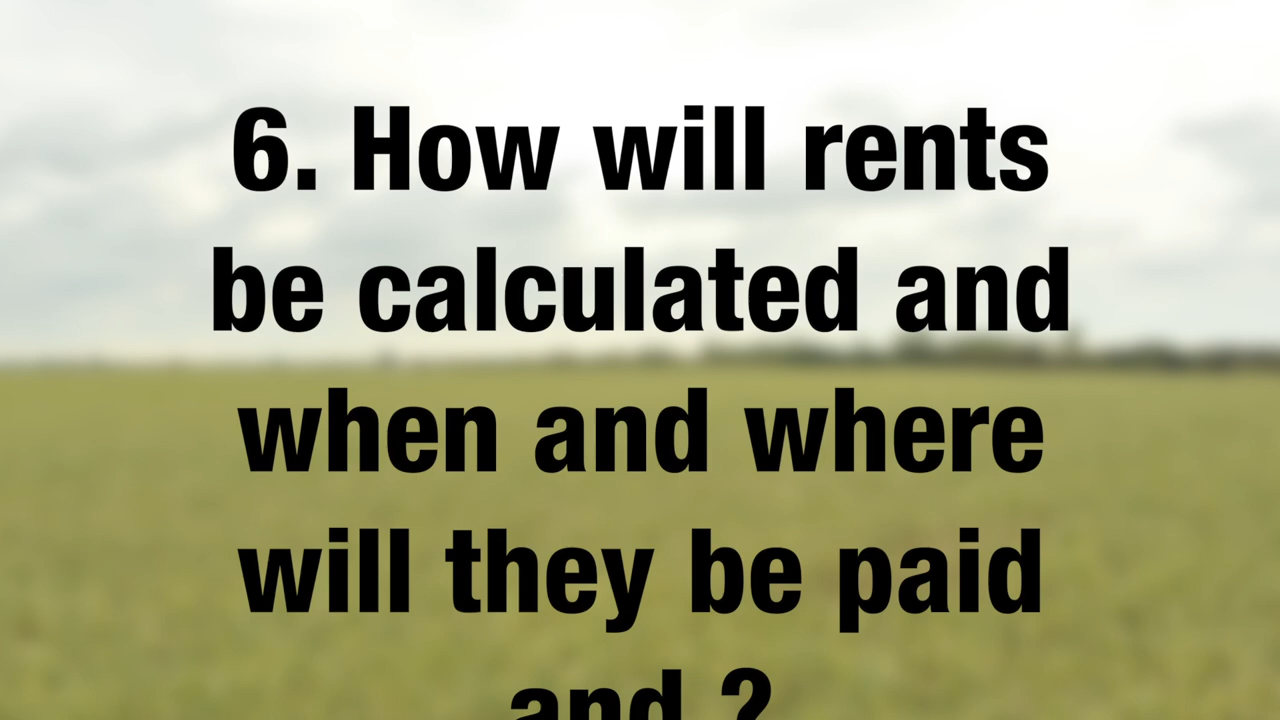 6. How will rents
be calculated and
when and where
will they be paid
and ?